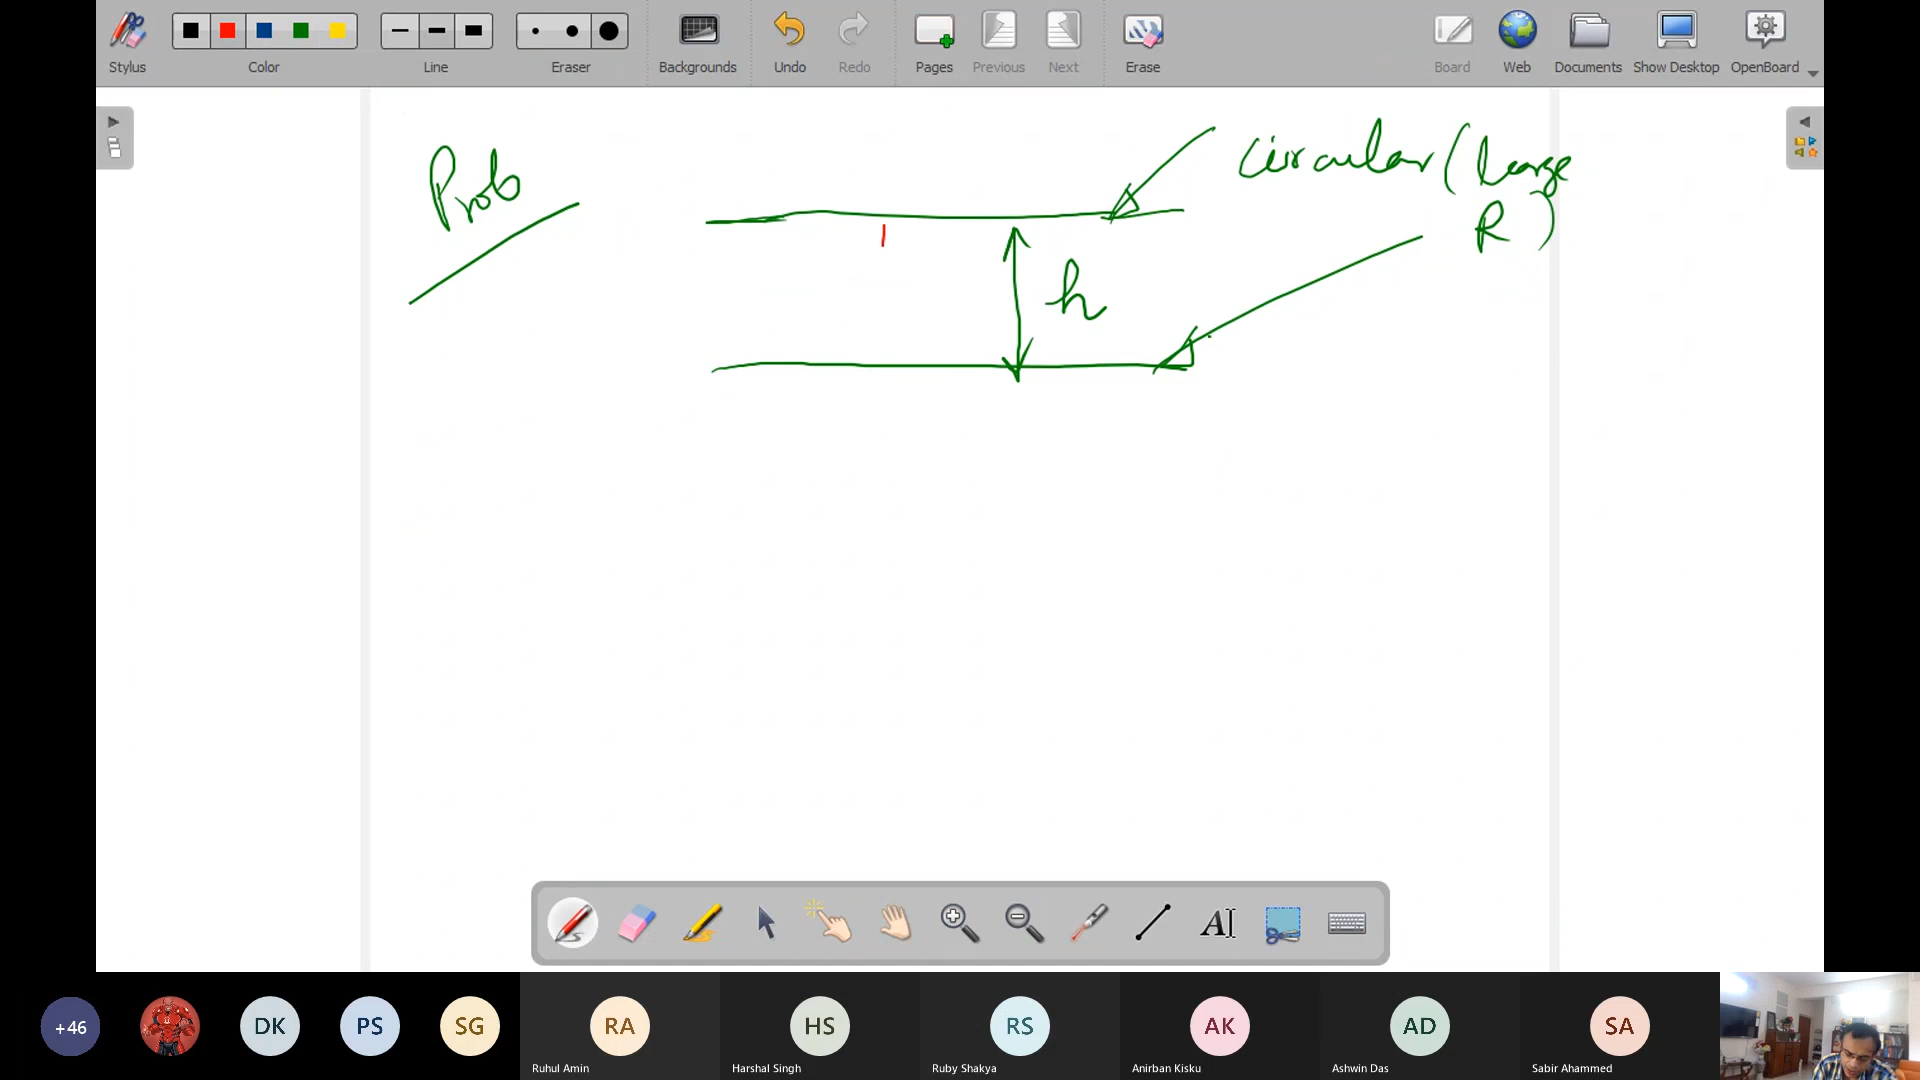 Stylus
Color
Line
Eraser
Backgrounds
Undo
Redo
Pages
Previous
Next
Erase
Board
Web
Documents
Show Desktop
OpenBoard
Prob
Circular (large
R)
h
+46
DK
PS
SG
RA
HS
RS
AK
AD
SA
Ruhul Amin
Harshal Singh
Ruby Shakya
Anirban Kisku
Ashwin Das
Sabir Ahammed